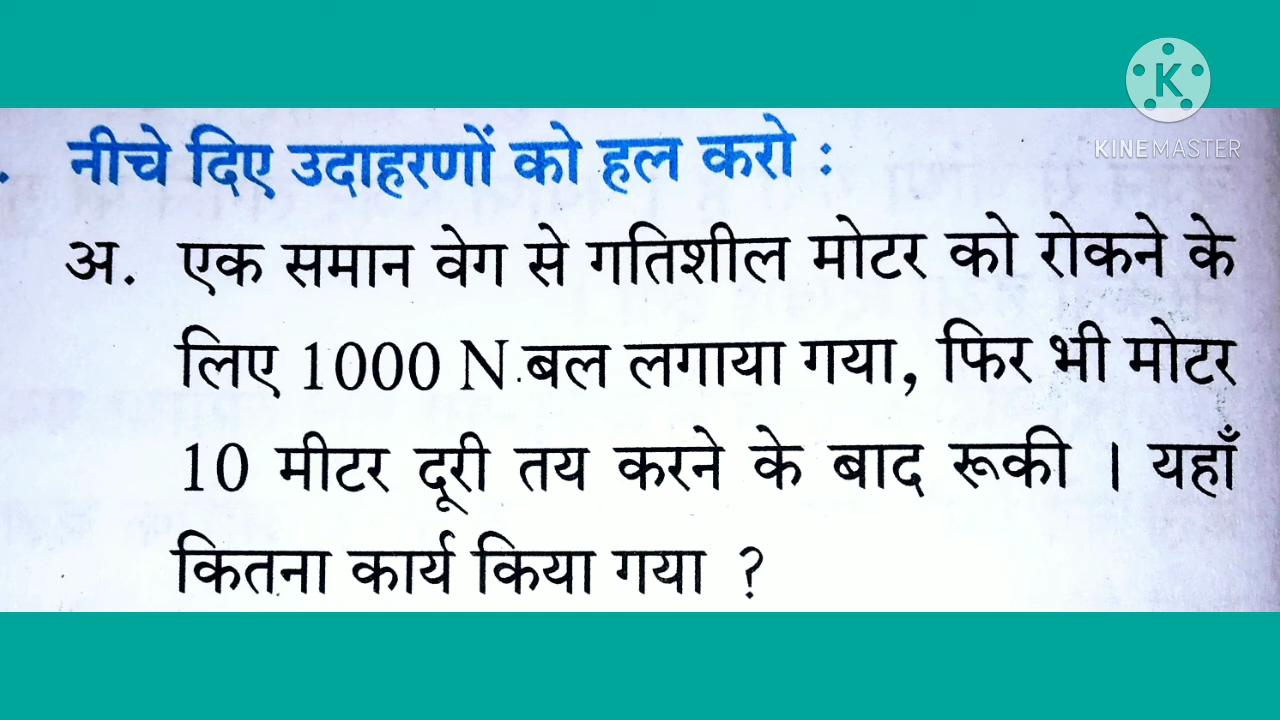 K
KINEMASTER
नीचे दिए उदाहरणों को हल करो :
अ. एक समान वेग से गतिशील मोटर को रोकने के
लिए 1000 N बल लगाया गया, फिर भी मोटर
10 मीटर दूरी तय करने के बाद रूकी । यहाँ
कितना कार्य किया गया ?